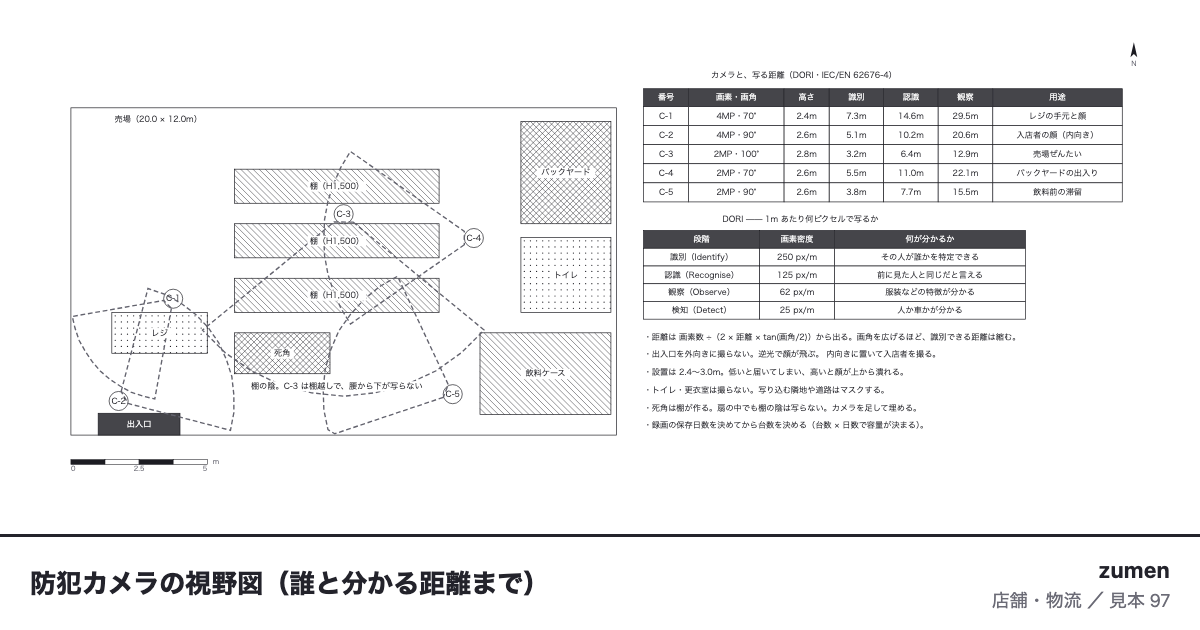 N
カメラと、写る距離（DORI・IEC/EN 62676-4）
番号 画素・画角 高さ 識別 認識 観察 用途
C-1 4MP・70° 2.4m 7.3m 14.6m 29.5m レジの手元と顔
C-2 4MP・90° 2.6m 5.1m 10.2m 20.6m 入店者の顔（内向き）
C-3 2MP・100° 2.8m 3.2m 6.4m 12.9m 売場ぜんたい
C-4 2MP・70° 2.6m 5.5m 11.0m 22.1m バックヤードの出入り
C-5 2MP・90° 2.6m 3.8m 7.7m 15.5m 飲料前の滞留
DORI —— 1m あたり何ピクセルで写るか
段階 画素密度 何が分かるか
識別（Identify） 250 px/m その人が誰かを特定できる
認識（Recognise） 125 px/m 前に見た人と同じだと言える
観察（Observe） 62 px/m 服装などの特徴が分かる
検知（Detect） 25 px/m 人か車かが分かる
・距離は 画素数 ÷（2 × 距離 × tan(画角/2)）から出る。画角を広げるほど、識別できる距離は縮む。
・出入口を外向きに撮らない。逆光で顔が飛ぶ。 内向きに置いて入店者を撮る。
・設置は 2.4〜3.0m。低いと届いてしまい、高いと顔が上から潰れる。
・トイレ・更衣室は撮らない。写り込む隣地や道路はマスクする。
・死角は棚が作る。扇の中でも棚の陰は写らない。カメラを足して埋める。
・録画の保存日数を決めてから台数を決める（台数 × 日数で容量が決まる）。
売場（20.0 × 12.0m）
棚（H1,500）
C-3
棚（H1,500）
C-4
棚（H1,500）
バックヤード
トイレ
C-1
レジ
死角
飲料ケース
棚の陰。C-3 は棚越しで、腰から下が写らない
C-2
C-5
出入口
0 2.5 5 m
防犯カメラの視野図（誰と分かる距離まで）
zumen
店舗・物流 ／ 見本 97